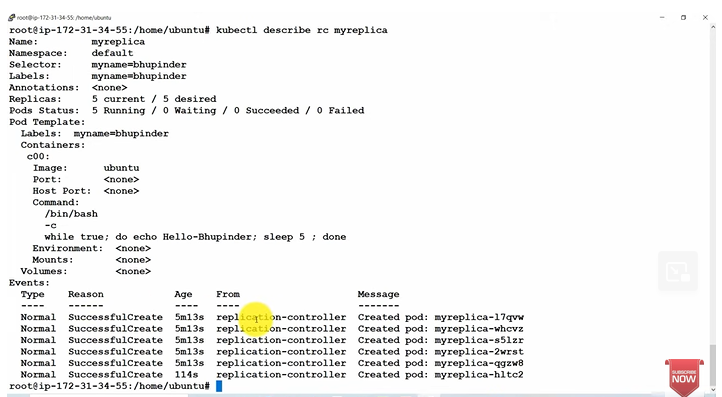 root@ip-172-31-34-55: /home/ubuntu
root@ip-172-31-34-55:/home/ubuntu# kubectl describe rc myreplica
Name: myreplica
Namespace: default
Selector: myname=bhupinder
Labels: myname=bhupinder
Annotations: <none>
Replicas: 5 current / 5 desired
Pods Status: 5 Running / 0 Waiting / 0 Succeeded / 0 Failed
Pod Template:
Labels: myname=bhupinder
Containers:
c00:
Image: ubuntu
Port: <none>
Host Port: <none>
Command:
/bin/bash
-c
while true; do echo Hello-Bhupinder; sleep 5 ; done
Environment: <none>
Mounts: <none>
Volumes: <none>
Events:
Type Reason Age From Message
---- ------ ---- ---- -------
Normal SuccessfulCreate 5m13s replication-controller Created pod: myreplica-l7qvw
Normal SuccessfulCreate 5m13s replication-controller Created pod: myreplica-whcvz
Normal SuccessfulCreate 5m13s replication-controller Created pod: myreplica-s5lzr
Normal SuccessfulCreate 5m13s replication-controller Created pod: myreplica-2wrst
Normal SuccessfulCreate 5m13s replication-controller Created pod: myreplica-qgzw8
Normal SuccessfulCreate 114s replication-controller Created pod: myreplica-hltc2
root@ip-172-31-34-55:/home/ubuntu#
SUBSCRIBE
NOW